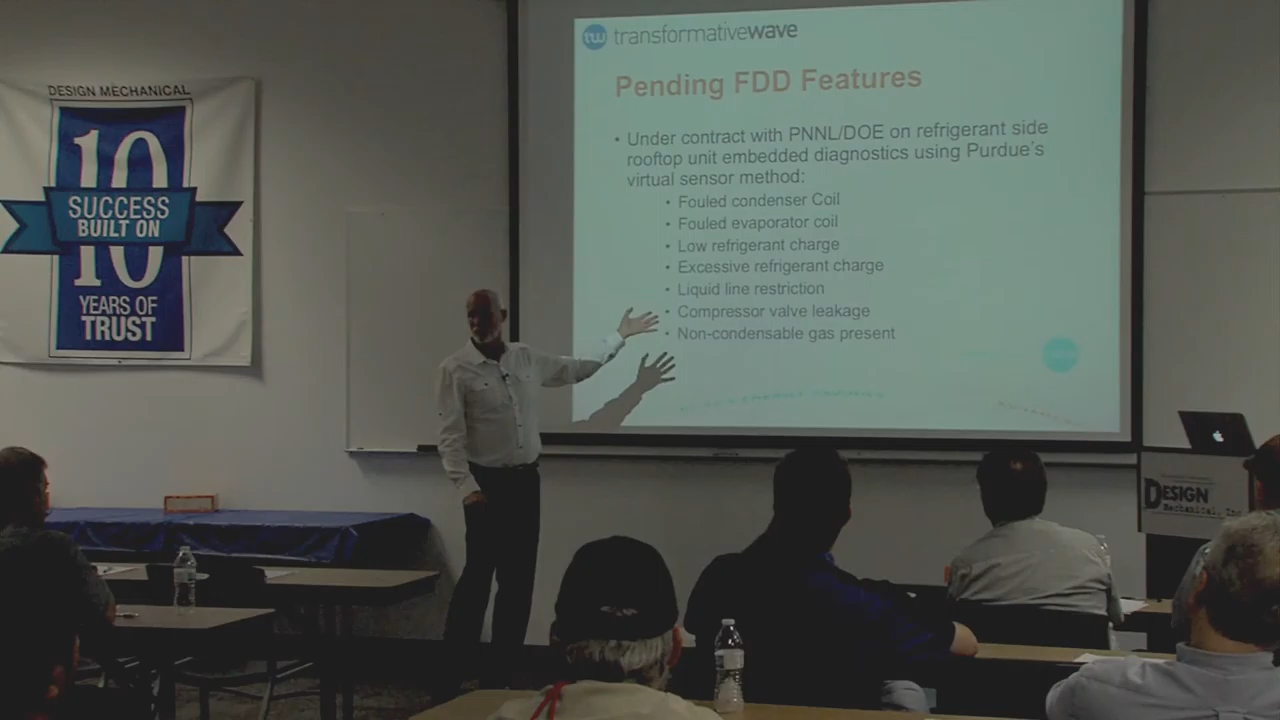 DESIGN MECHANICAL
10
SUCCESS
BUILT ON
YEARS OF
TRUST
tw transformativewave
Pending FDD Features
• Under contract with PNNL/DOE on refrigerant side
rooftop unit embedded diagnostics using Purdue's
virtual sensor method:
• Fouled condenser Coil
• Fouled evaporator coil
• Low refrigerant charge
• Excessive refrigerant charge
• Liquid line restriction
• Compressor valve leakage
• Non-condensable gas present
DESIGN
Mechanical, Inc